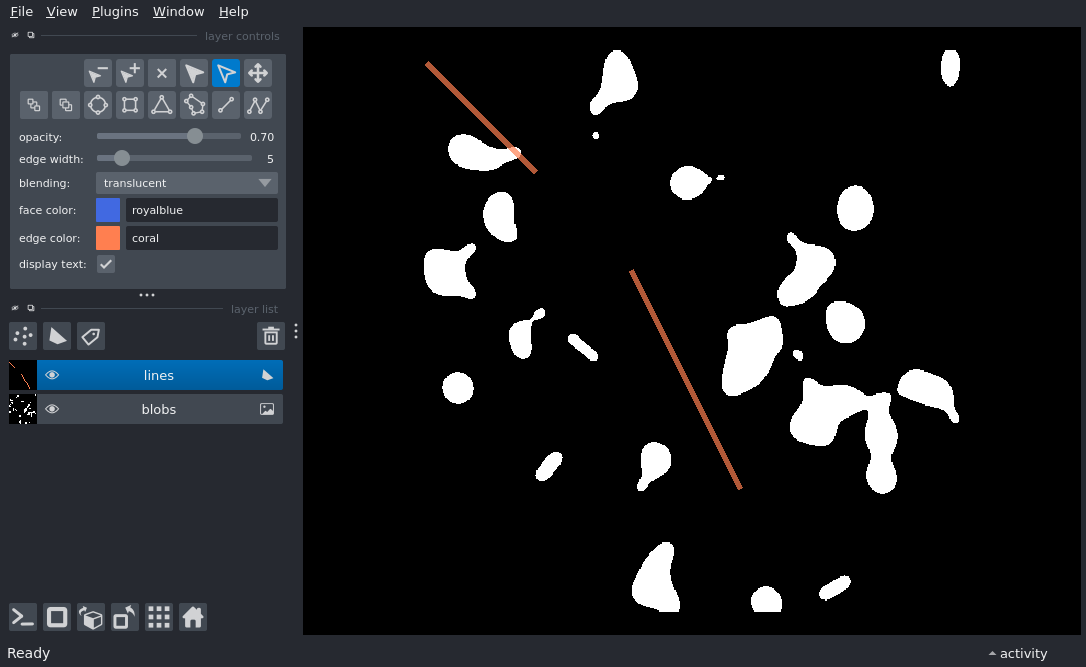 File View Plugins Window Help
layer controls
opacity: 0.70
edge width: 5
blending: translucent
face color: royalblue
edge color: coral
display text:
layer list
lines
blobs
Ready activity